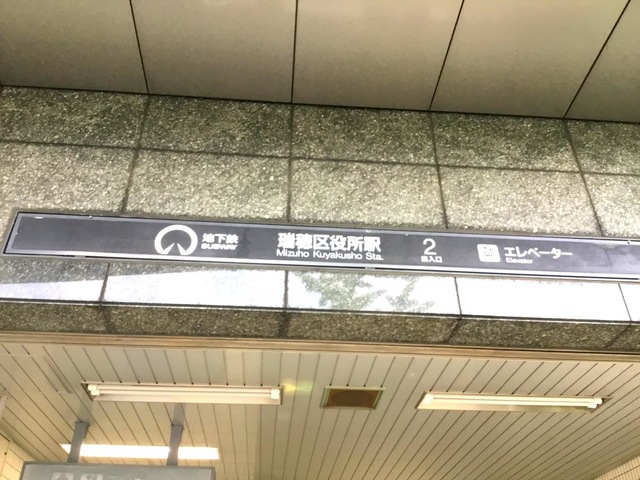 地下鉄
SUBWAY
瑞穂区役所駅
Mizuho Kuyakusho Sta.
2
出入口
エレベーター
Elevator